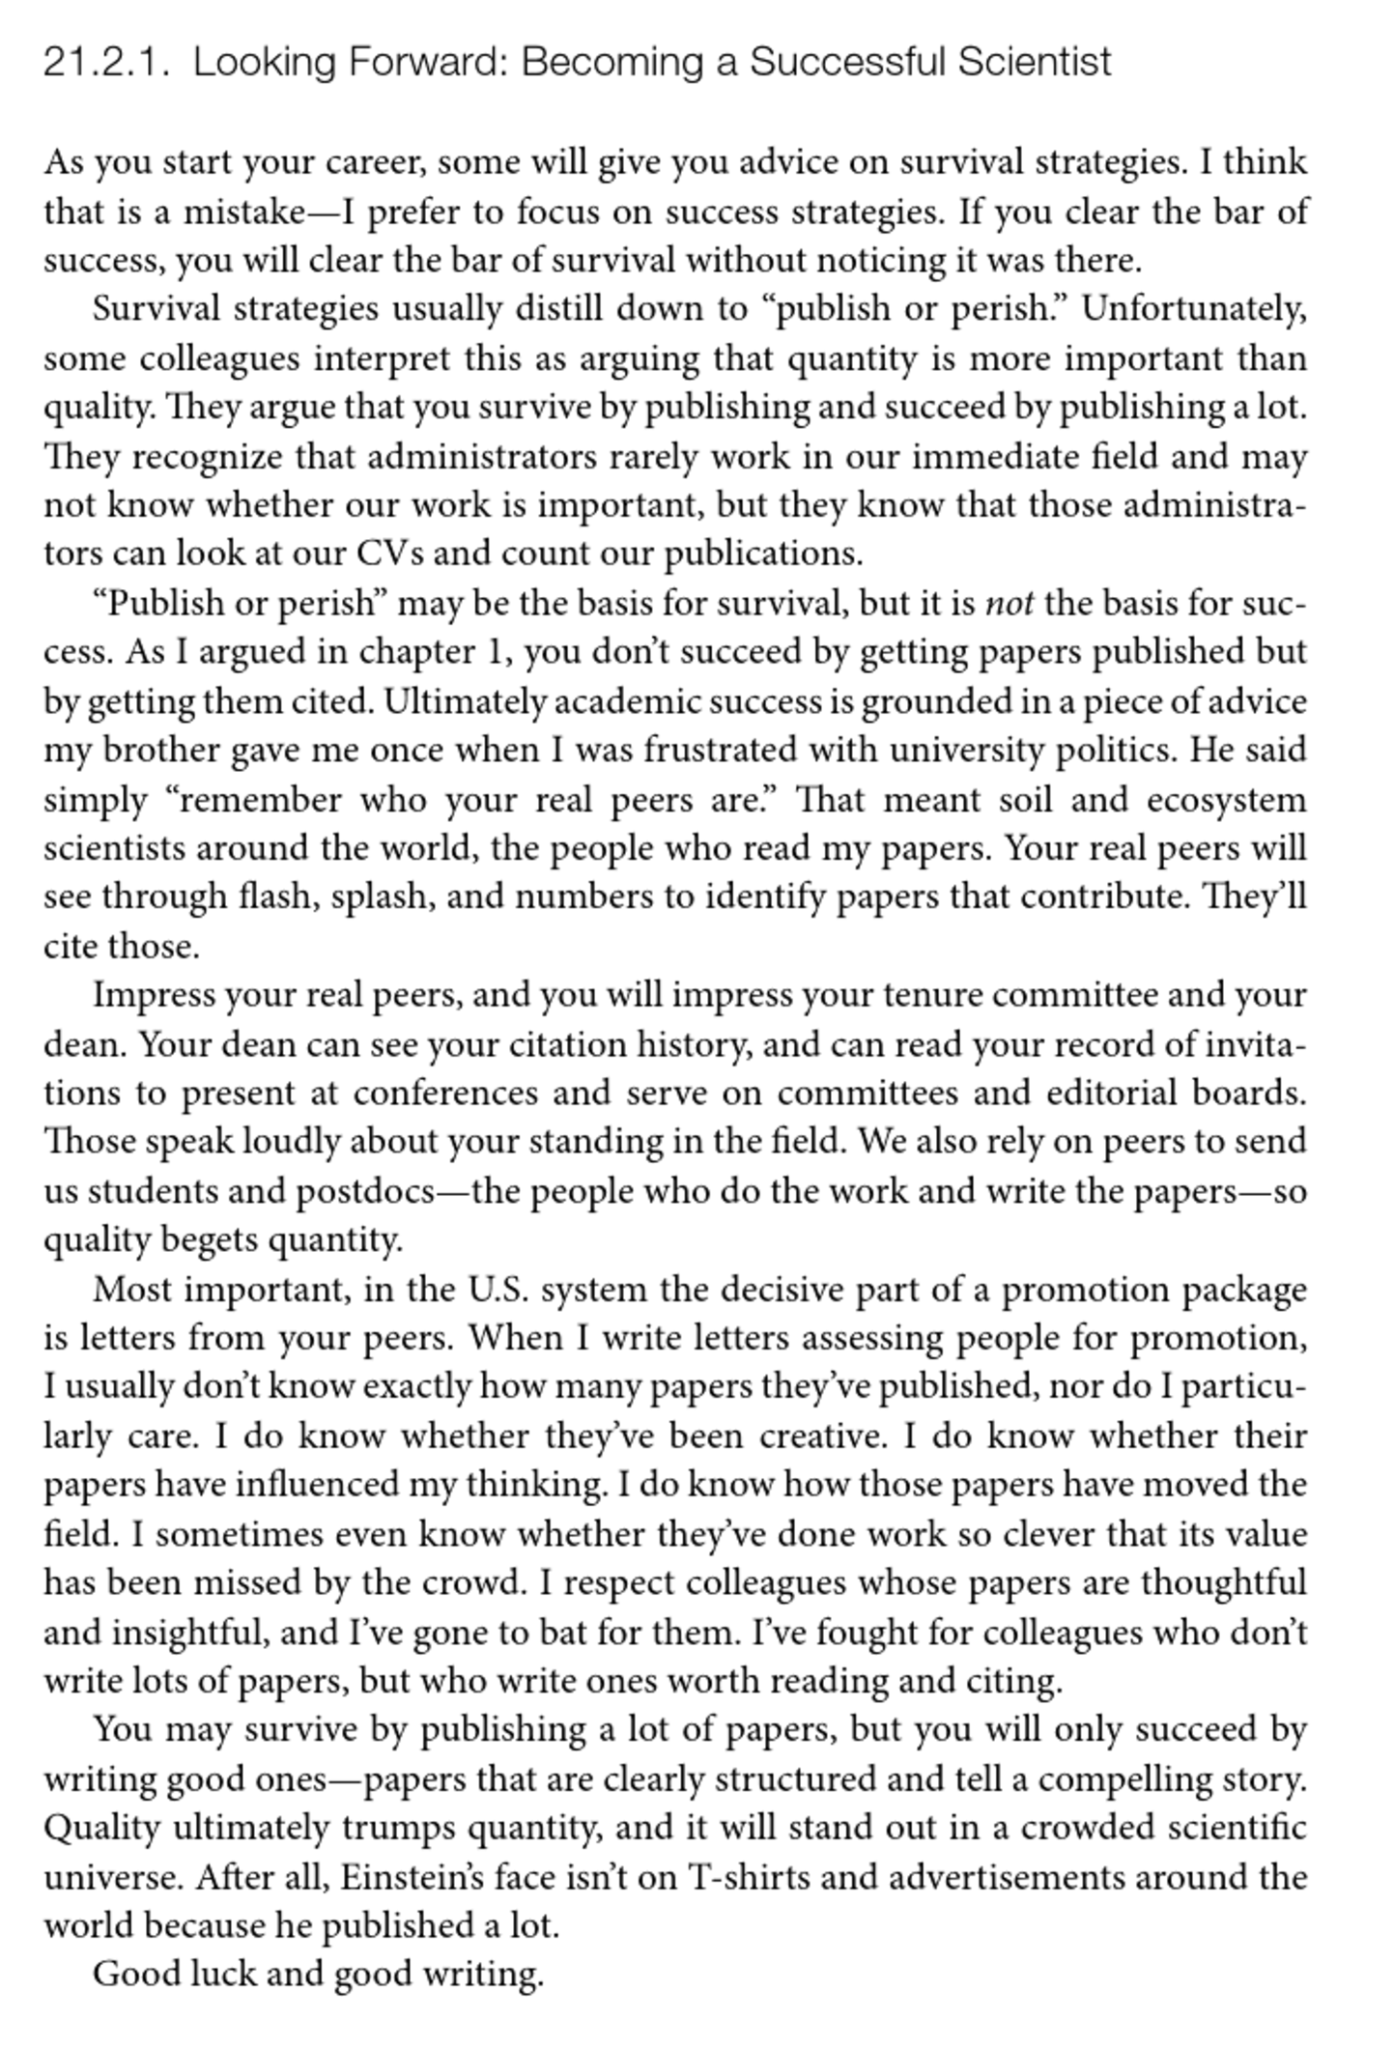 21.2.1. Looking Forward: Becoming a Successful Scientist
As you start your career, some will give you advice on survival strategies. I think
that is a mistake—I prefer to focus on success strategies. If you clear the bar of
success, you will clear the bar of survival without noticing it was there.
Survival strategies usually distill down to “publish or perish.” Unfortunately,
some colleagues interpret this as arguing that quantity is more important than
quality. They argue that you survive by publishing and succeed by publishing a lot.
They recognize that administrators rarely work in our immediate field and may
not know whether our work is important, but they know that those administra-
tors can look at our CVs and count our publications.
“Publish or perish” may be the basis for survival, but it is not the basis for suc-
cess. As I argued in chapter 1, you don’t succeed by getting papers published but
by getting them cited. Ultimately academic success is grounded in a piece of advice
my brother gave me once when I was frustrated with university politics. He said
simply “remember who your real peers are.” That meant soil and ecosystem
scientists around the world, the people who read my papers. Your real peers will
see through flash, splash, and numbers to identify papers that contribute. They’ll
cite those.
Impress your real peers, and you will impress your tenure committee and your
dean. Your dean can see your citation history, and can read your record of invita-
tions to present at conferences and serve on committees and editorial boards.
Those speak loudly about your standing in the field. We also rely on peers to send
us students and postdocs—the people who do the work and write the papers—so
quality begets quantity.
Most important, in the U.S. system the decisive part of a promotion package
is letters from your peers. When I write letters assessing people for promotion,
I usually don’t know exactly how many papers they’ve published, nor do I particu-
larly care. I do know whether they’ve been creative. I do know whether their
papers have influenced my thinking. I do know how those papers have moved the
field. I sometimes even know whether they’ve done work so clever that its value
has been missed by the crowd. I respect colleagues whose papers are thoughtful
and insightful, and I’ve gone to bat for them. I’ve fought for colleagues who don’t
write lots of papers, but who write ones worth reading and citing.
You may survive by publishing a lot of papers, but you will only succeed by
writing good ones—papers that are clearly structured and tell a compelling story.
Quality ultimately trumps quantity, and it will stand out in a crowded scientific
universe. After all, Einstein’s face isn’t on T-shirts and advertisements around the
world because he published a lot.
Good luck and good writing.